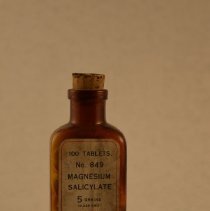 100 TABLETS.
No. 849
MAGNESIUM
SALICYLATE
5 GRAINS